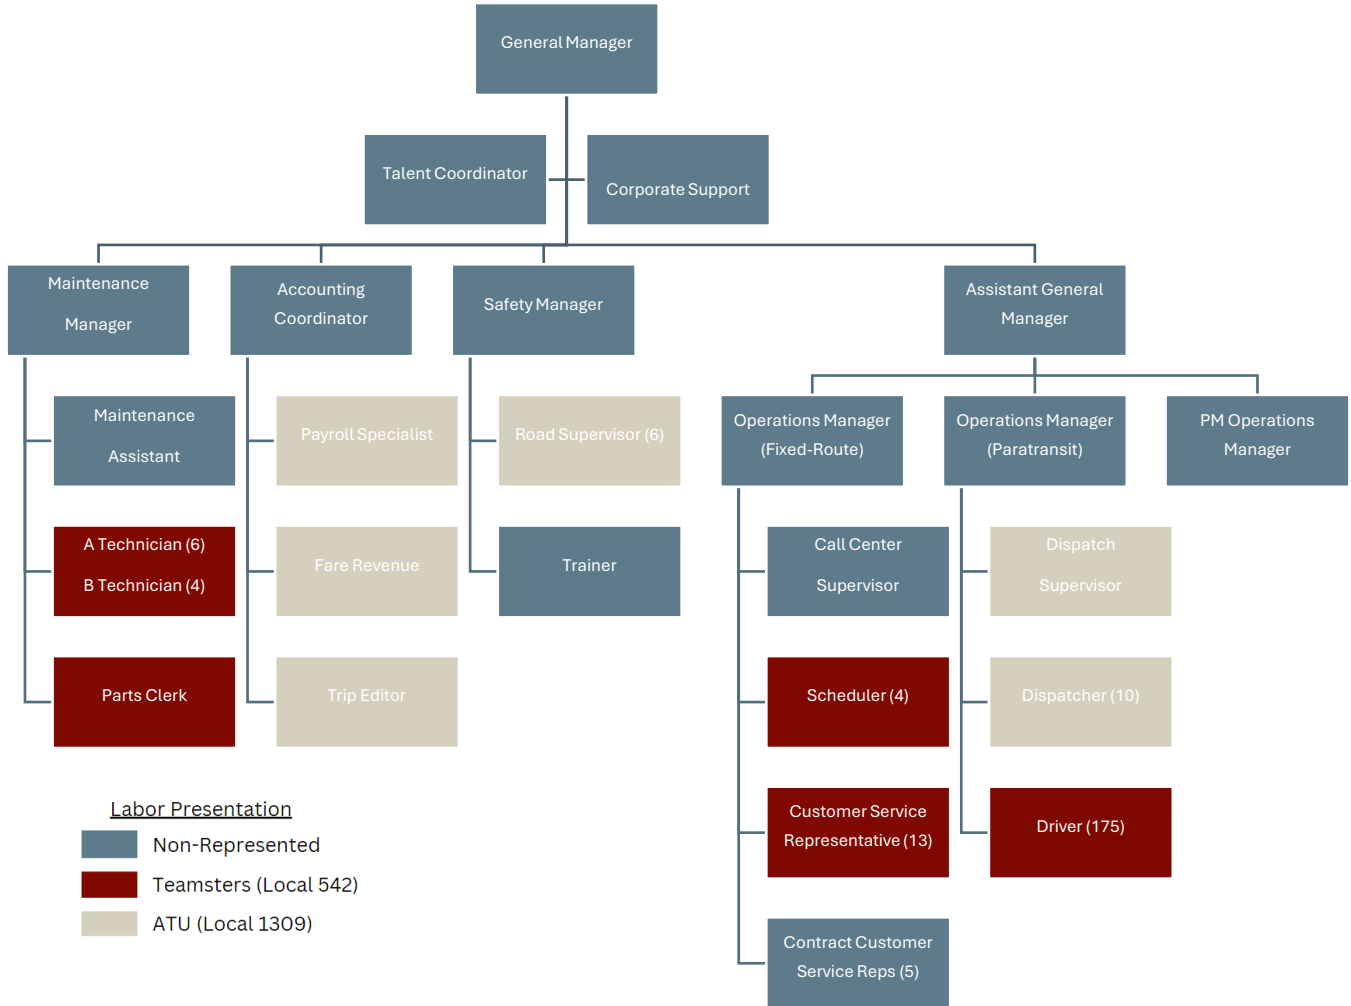 General Manager
Talent Coordinator
Corporate Support
Maintenance
Manager
Accounting
Coordinator
Safety Manager
Assistant General
Manager
Maintenance
Assistant
Payroll Specialist
Road Supervisor (6)
Operations Manager
(Fixed-Route)
Operations Manager
(Paratransit)
PM Operations
Manager
A Technician (6)
B Technician (4)
Fare Revenue
Trainer
Call Center
Supervisor
Dispatch
Supervisor
Parts Clerk
Trip Editor
Scheduler (4)
Dispatcher (10)
Customer Service
Representative (13)
Driver (175)
Contract Customer
Service Reps (5)
Labor Presentation
Non-Represented
Teamsters (Local 542)
ATU (Local 1309)